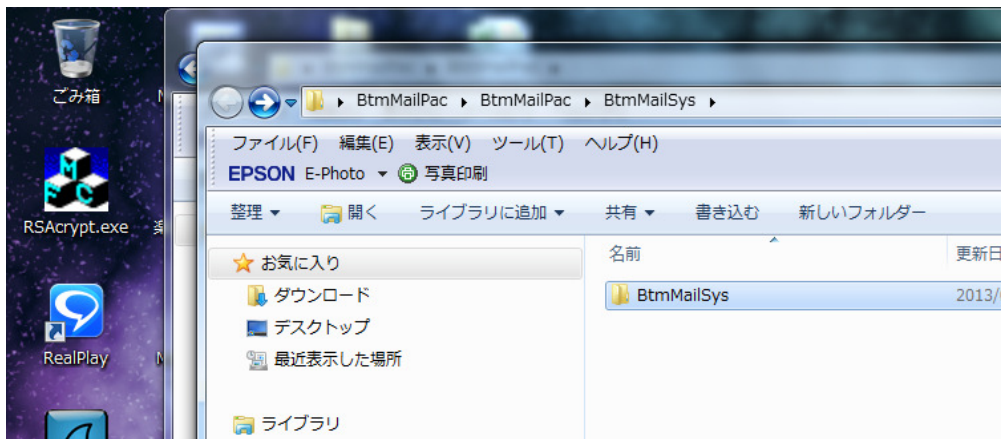 ごみ箱
RSAcrypt.exe
RealPlay
BtmMailPac BtmMailPac BtmMailSys
ファイル(F) 編集(E) 表示(V) ツール(T) ヘルプ(H)
EPSON E-Photo 写真印刷
整理 開く ライブラリに追加 共有 書き込む 新しいフォルダー
お気に入り
ダウンロード
デスクトップ
最近表示した場所
ライブラリ
名前 更新日
BtmMailSys 2013/